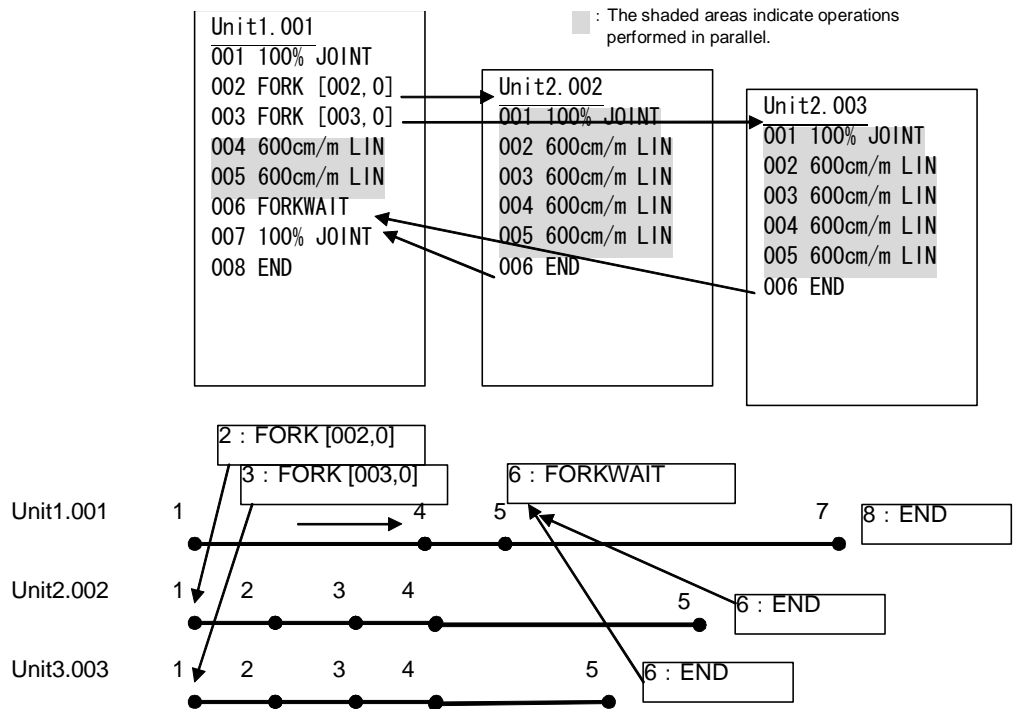 : The shaded areas indicate operations
performed in parallel.
Unit1.001
001 100% JOINT
002 FORK [002,0]
003 FORK [003,0]
004 600cm/m LIN
005 600cm/m LIN
006 FORKWAIT
007 100% JOINT
008 END
Unit2.002
001 100% JOINT
002 600cm/m LIN
003 600cm/m LIN
004 600cm/m LIN
005 600cm/m LIN
006 END
Unit2.003
001 100% JOINT
002 600cm/m LIN
003 600cm/m LIN
004 600cm/m LIN
005 600cm/m LIN
006 END
2 : FORK [002,0]
3 : FORK [003,0]
6 : FORKWAIT
Unit1.001 1 4 5 7 8 : END
Unit2.002 1 2 3 4 5 6 : END
Unit3.003 1 2 3 4 5 6 : END